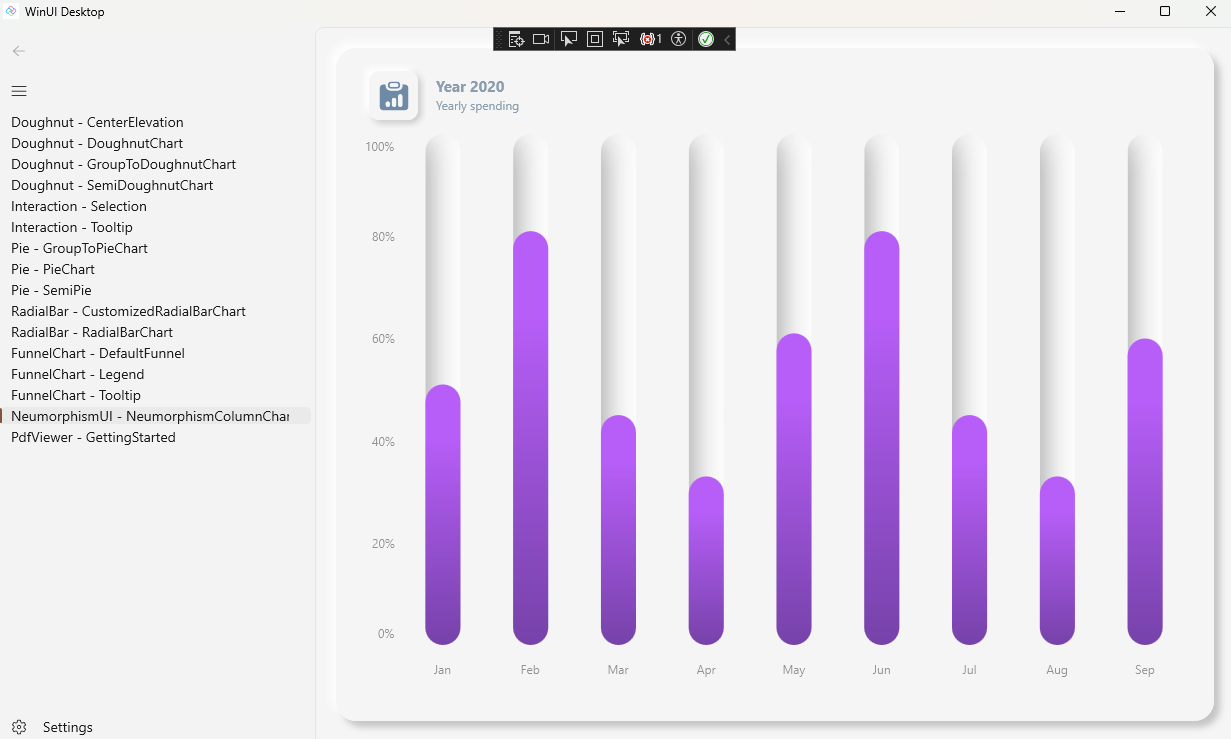 WinUI Desktop
1
Doughnut - CenterElevation
Doughnut - DoughnutChart
Doughnut - GroupToDoughnutChart
Doughnut - SemiDoughnutChart
Interaction - Selection
Interaction - Tooltip
Pie - GroupToPieChart
Pie - PieChart
Pie - SemiPie
RadialBar - CustomizedRadialBarChart
RadialBar - RadialBarChart
FunnelChart - DefaultFunnel
FunnelChart - Legend
FunnelChart - Tooltip
NeumorphismUI - NeumorphismColumnChar
PdfViewer - GettingStarted
Settings
Year 2020
Yearly spending
100%
80%
60%
40%
20%
0%
Jan Feb Mar Apr May Jun Jul Aug Sep